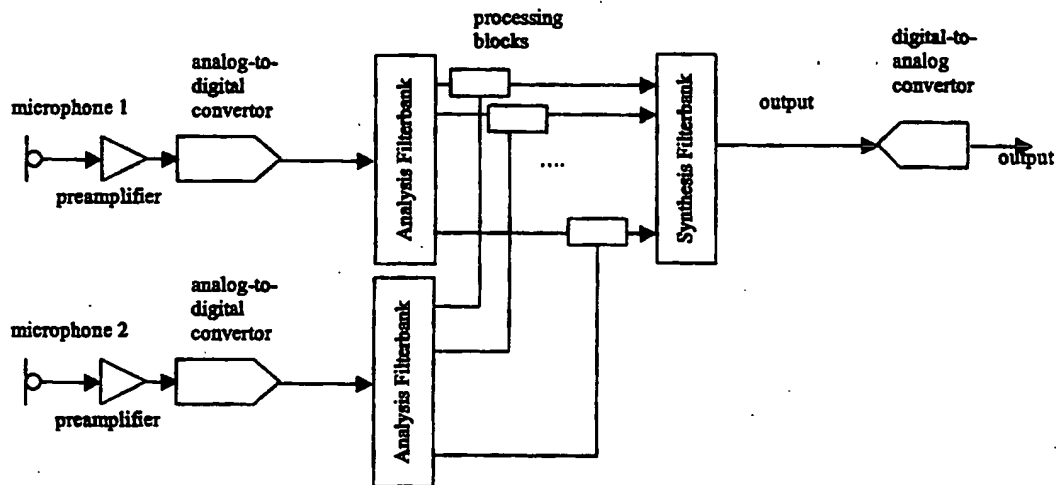 processing
blocks
analog-to-
digital
convertor
digital-to-
analog
convertor
microphone 1
output
preamplifier
Analysis Filterbank
....
Synthesis Filterbank
output
analog-to-
digital
convertor
microphone 2
preamplifier
Analysis Filterbank